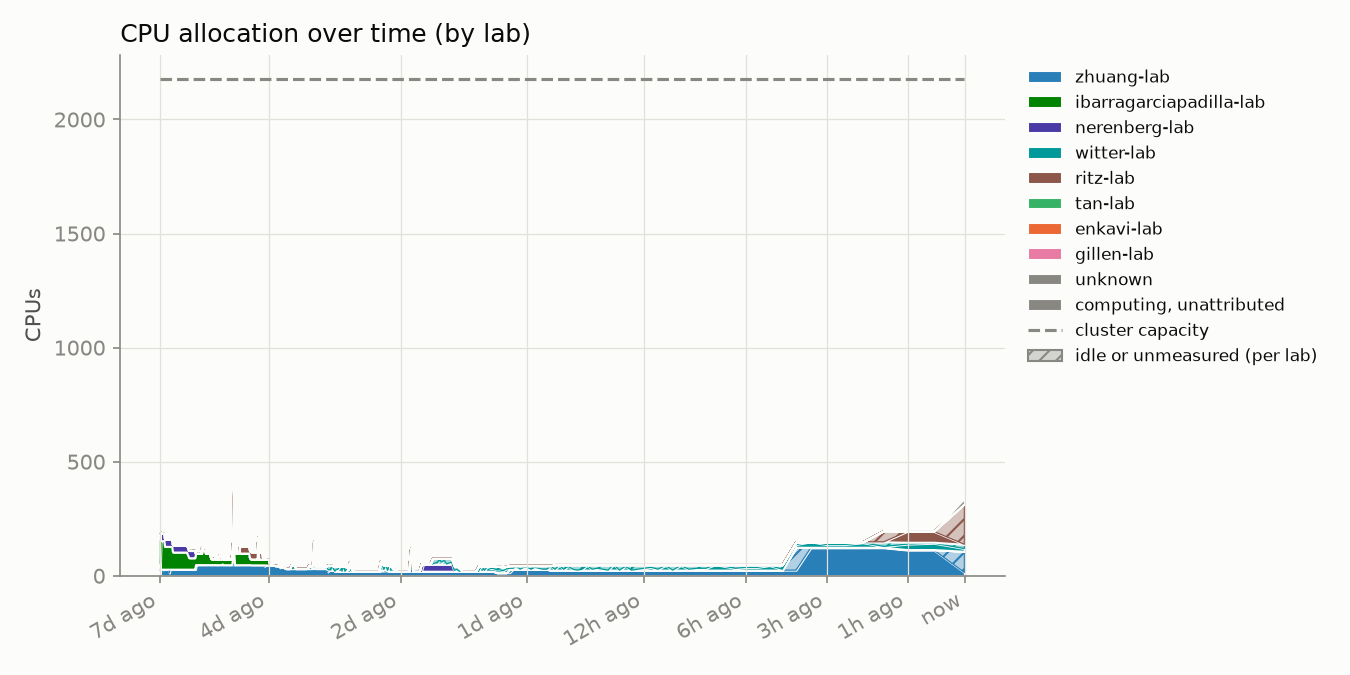 CPU allocation over time (by lab)
CPUs
2000
1500
1000
500
0
7d ago
4d ago
2d ago
1d ago
12h ago
6h ago
3h ago
1h ago
now
zhuang-lab
ibarragarciapadilla-lab
nerenberg-lab
witter-lab
ritz-lab
tan-lab
enkavi-lab
gillen-lab
unknown
computing, unattributed
cluster capacity
idle or unmeasured (per lab)